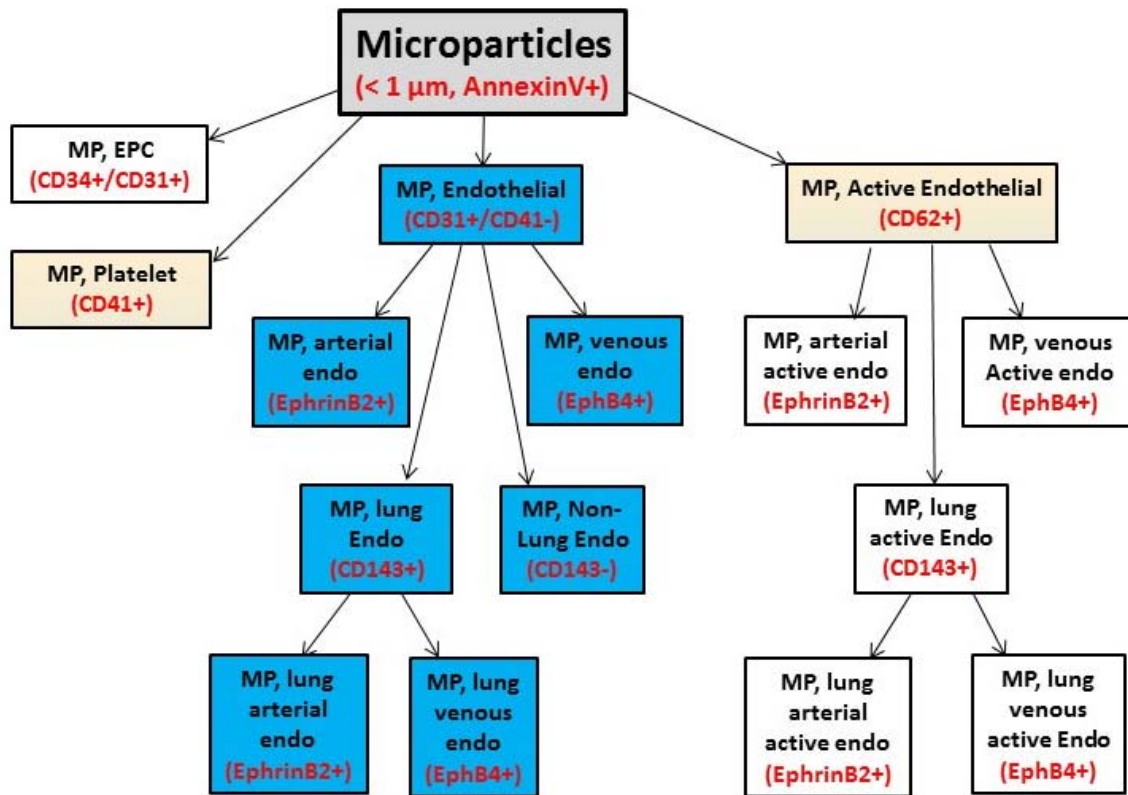 Microparticles
(< 1 µm, AnnexinV+)
MP, EPC
(CD34+/CD31+)
MP, Platelet
(CD41+)
MP, Endothelial
(CD31+/CD41-)
MP, Active Endothelial
(CD62+)
MP, arterial
endo
(EphrinB2+)
MP, venous
endo
(EphB4+)
MP, arterial
active endo
(EphrinB2+)
MP, venous
Active endo
(EphB4+)
MP, lung
Endo
(CD143+)
MP, Non-
Lung Endo
(CD143-)
MP, lung
active Endo
(CD143+)
MP, lung
arterial
endo
(EphrinB2+)
MP, lung
venous
endo
(EphB4+)
MP, lung
arterial
active endo
(EphrinB2+)
MP, lung
venous
active Endo
(EphB4+)